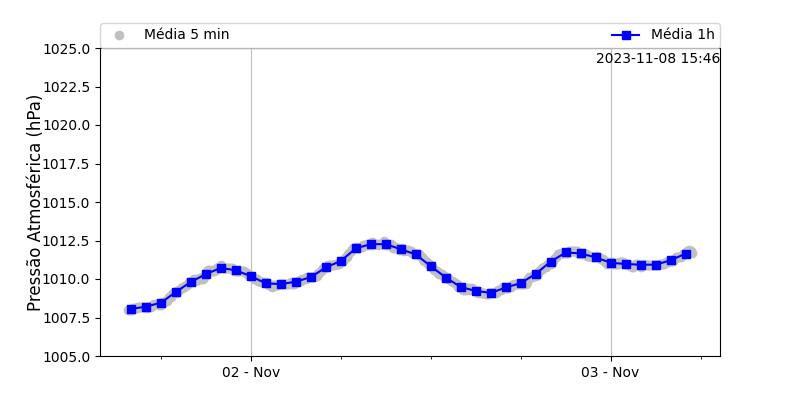 Média 5 min
Média 1h
2023-11-08 15:46
Pressão Atmosférica (hPa)
1025.0
1022.5
1020.0
1017.5
1015.0
1012.5
1010.0
1007.5
1005.0
02 - Nov
03 - Nov